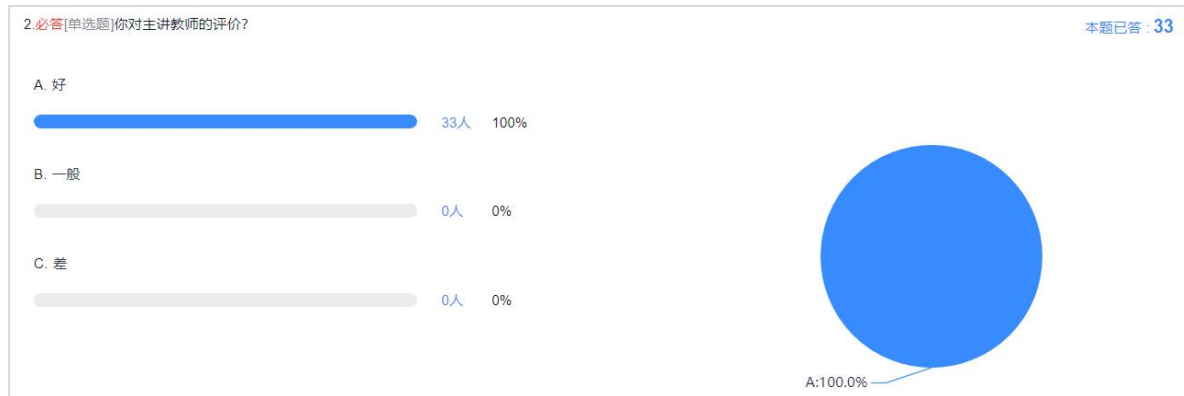 2.必答[单选题]你对主讲教师的评价?
本题已答 : 33
A. 好
33人 100%
B. 一般
0人 0%
C. 差
0人 0%
A:100.0%